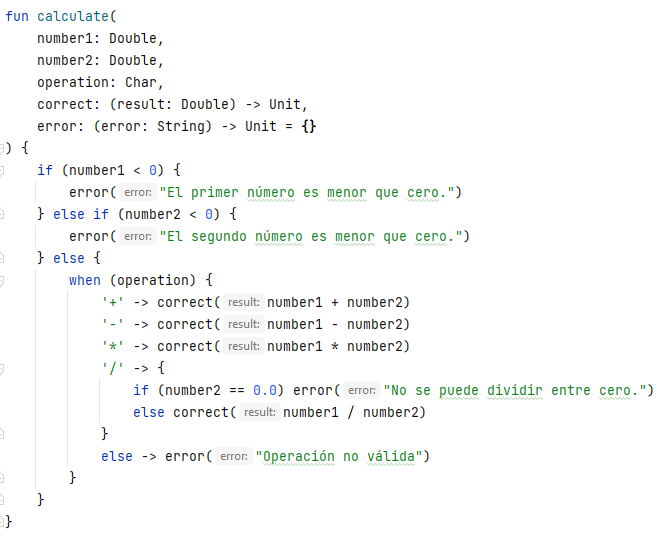 fun calculate(
    number1: Double,
    number2: Double,
    operation: Char,
    correct: (result: Double) -> Unit,
    error: (error: String) -> Unit = {}
) {
    if (number1 < 0) {
        error( error: "El primer número es menor que cero.")
    } else if (number2 < 0) {
        error( error: "El segundo número es menor que cero.")
    } else {
        when (operation) {
            '+' -> correct( result: number1 + number2)
            '-' -> correct( result: number1 - number2)
            '*' -> correct( result: number1 * number2)
            '/' -> {
                if (number2 == 0.0) error( error: "No se puede dividir entre cero.")
                else correct( result: number1 / number2)
            }
            else -> error( error: "Operación no válida")
        }
    }
}